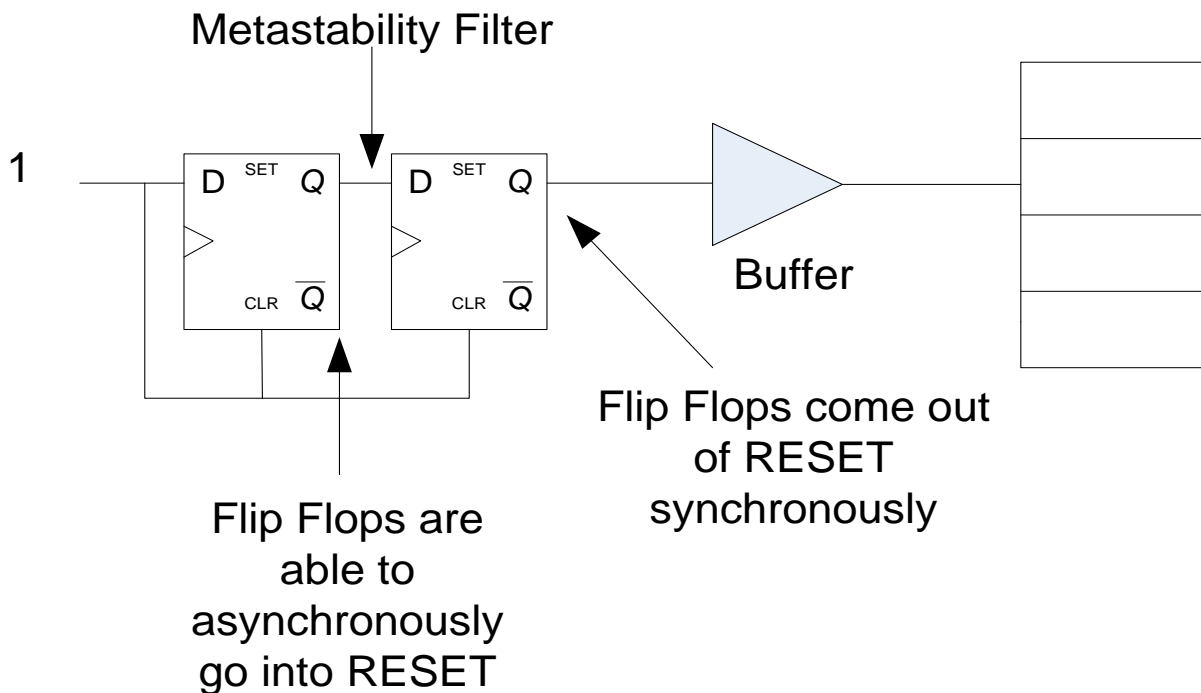 Metastability Filter
1
D SET Q
CLR Q
D SET Q
CLR Q
Buffer
Flip Flops come out
of RESET
synchronously
Flip Flops are
able to
asynchronously
go into RESET